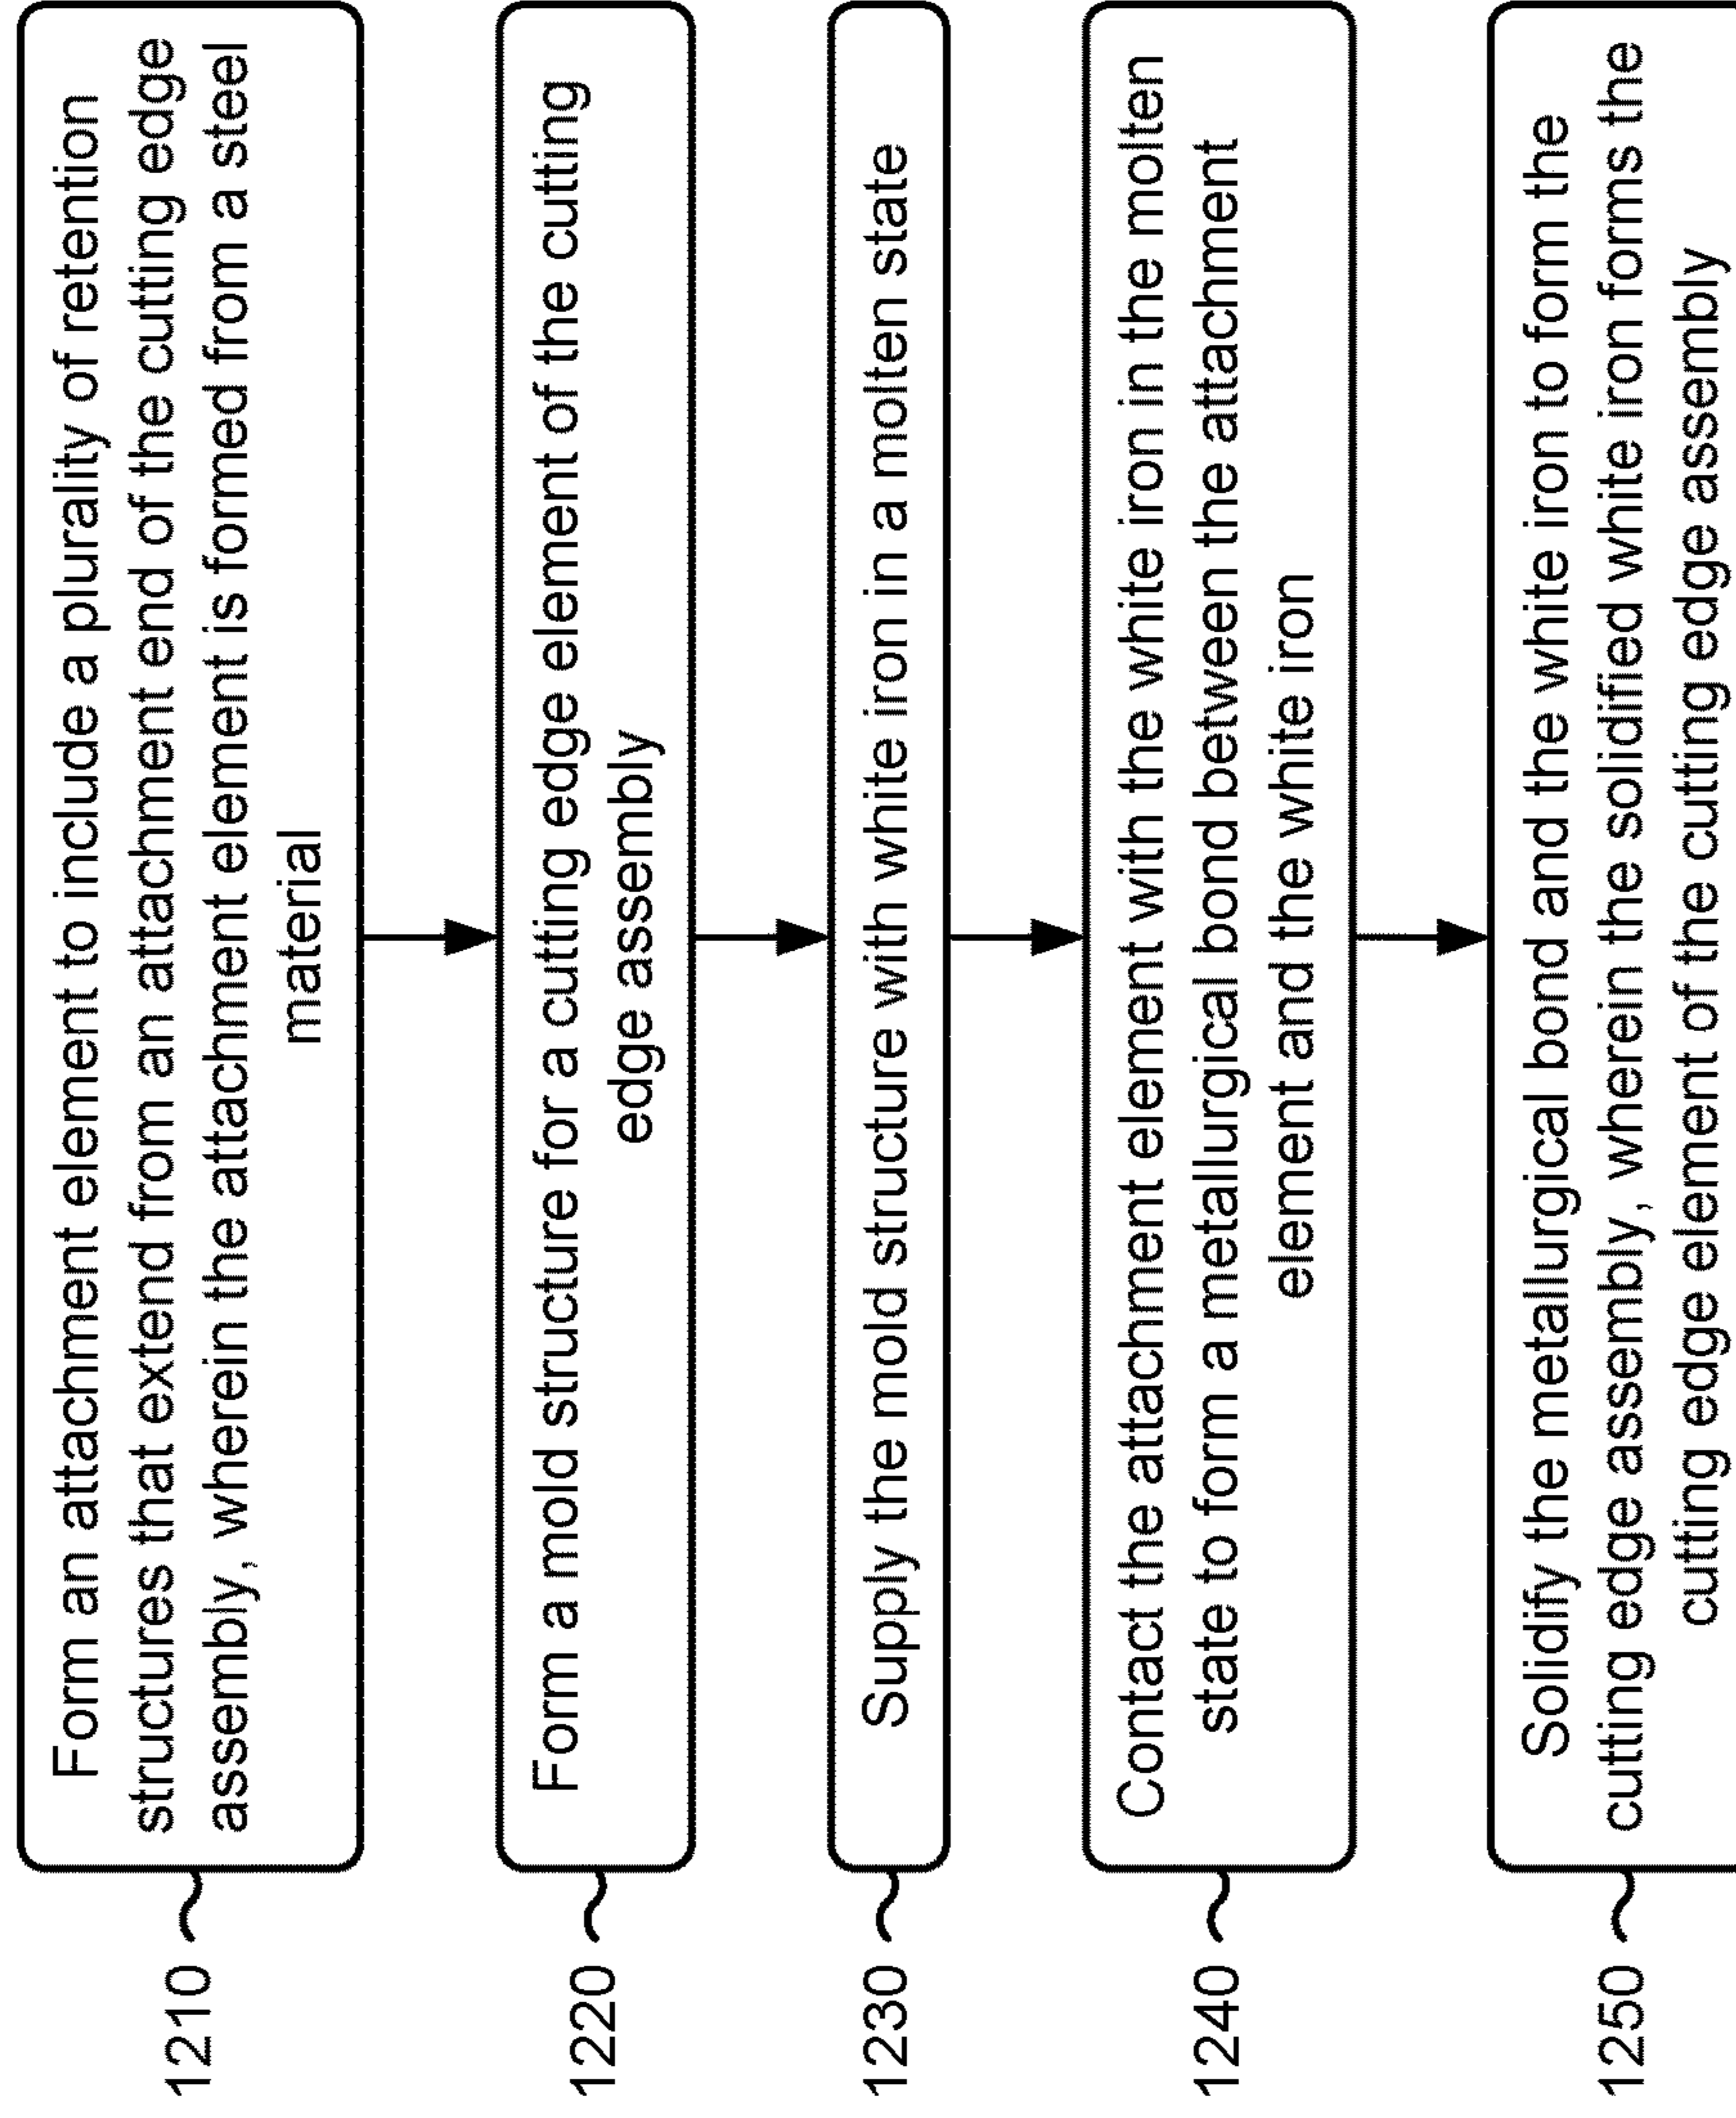 1210
Form an attachment element to include a plurality of retention
structures that extend from an attachment end of the cutting edge
assembly, wherein the attachment element is formed from a steel
material
1220
Form a mold structure for a cutting edge element of the cutting
edge assembly
1230
Supply the mold structure with white iron in a molten state
1240
Contact the attachment element with the white iron in the molten
state to form a metallurgical bond between the attachment
element and the white iron
1250
Solidify the metallurgical bond and the white iron to form the
cutting edge assembly, wherein the solidified white iron forms the
cutting edge element of the cutting edge assembly